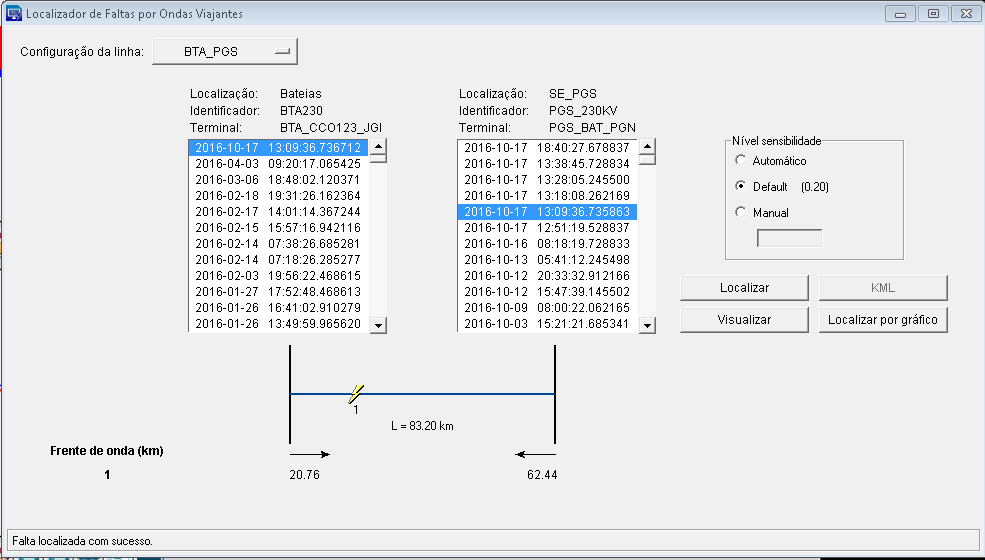 Localizador de Faltas por Ondas Viajantes
Configuração da linha: BTA_PGS
Localização: Bateias
Identificador: BTA230
Terminal: BTA_CCO123_JGI
2016-10-17 13:09:36.736712
2016-04-03 09:20:17.065425
2016-03-06 18:48:02.120371
2016-02-18 19:31:26.162364
2016-02-17 14:01:14.367244
2016-02-15 15:57:16.942116
2016-02-14 07:38:26.685281
2016-02-14 07:18:26.285277
2016-02-03 19:56:22.468615
2016-01-27 17:52:48.468613
2016-01-26 16:41:02.910279
2016-01-26 13:49:59.965620
Localização: SE_PGS
Identificador: PGS_230KV
Terminal: PGS_BAT_PGN
2016-10-17 18:40:27.678837
2016-10-17 13:38:45.728834
2016-10-17 13:28:05.245500
2016-10-17 13:18:08.262169
2016-10-17 13:09:36.735863
2016-10-17 12:51:19.528837
2016-10-16 08:18:19.728833
2016-10-13 05:41:12.245498
2016-10-12 20:33:32.912166
2016-10-12 15:47:39.145502
2016-10-09 08:00:22.062165
2016-10-03 15:21:21.685341
Nível sensibilidade
Automático
Default (0.20)
Manual
Localizar KML
Visualizar Localizar por gráfico
1
L = 83.20 km
Frente de onda (km)
1 20.76 62.44
Falta localizada com sucesso.